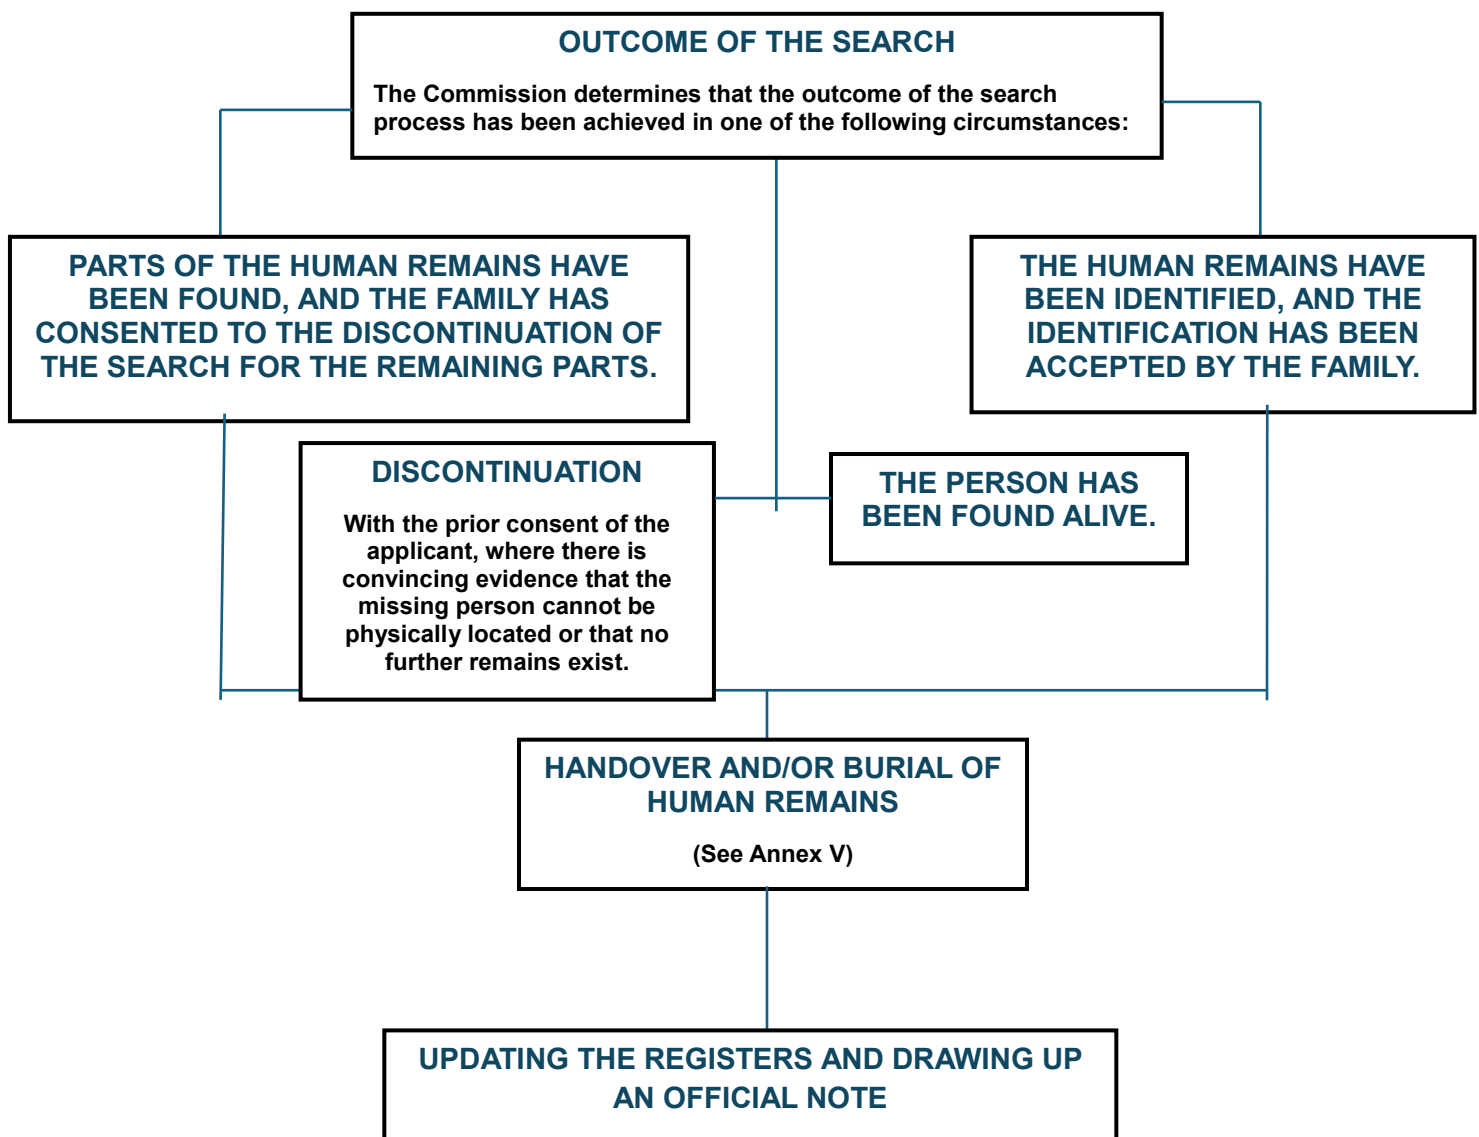 OUTCOME OF THE SEARCH
The Commission determines that the outcome of the search
process has been achieved in one of the following circumstances:
PARTS OF THE HUMAN REMAINS HAVE
BEEN FOUND, AND THE FAMILY HAS
CONSENTED TO THE DISCONTINUATION OF
THE SEARCH FOR THE REMAINING PARTS.
THE HUMAN REMAINS HAVE
BEEN IDENTIFIED, AND THE
IDENTIFICATION HAS BEEN
ACCEPTED BY THE FAMILY.
DISCONTINUATION
With the prior consent of the
applicant, where there is
convincing evidence that the
missing person cannot be
physically located or that no
further remains exist.
THE PERSON HAS
BEEN FOUND ALIVE.
HANDOVER AND/OR BURIAL OF
HUMAN REMAINS
(See Annex V)
UPDATING THE REGISTERS AND DRAWING UP
AN OFFICIAL NOTE